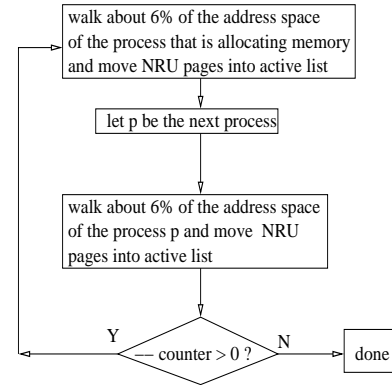 walk about 6% of the address space
of the process that is allocating memory
and move NRU pages into active list
let p be the next process
walk about 6% of the address space
of the process p and move NRU
pages into active list
Y
−− counter > 0 ?
N
done